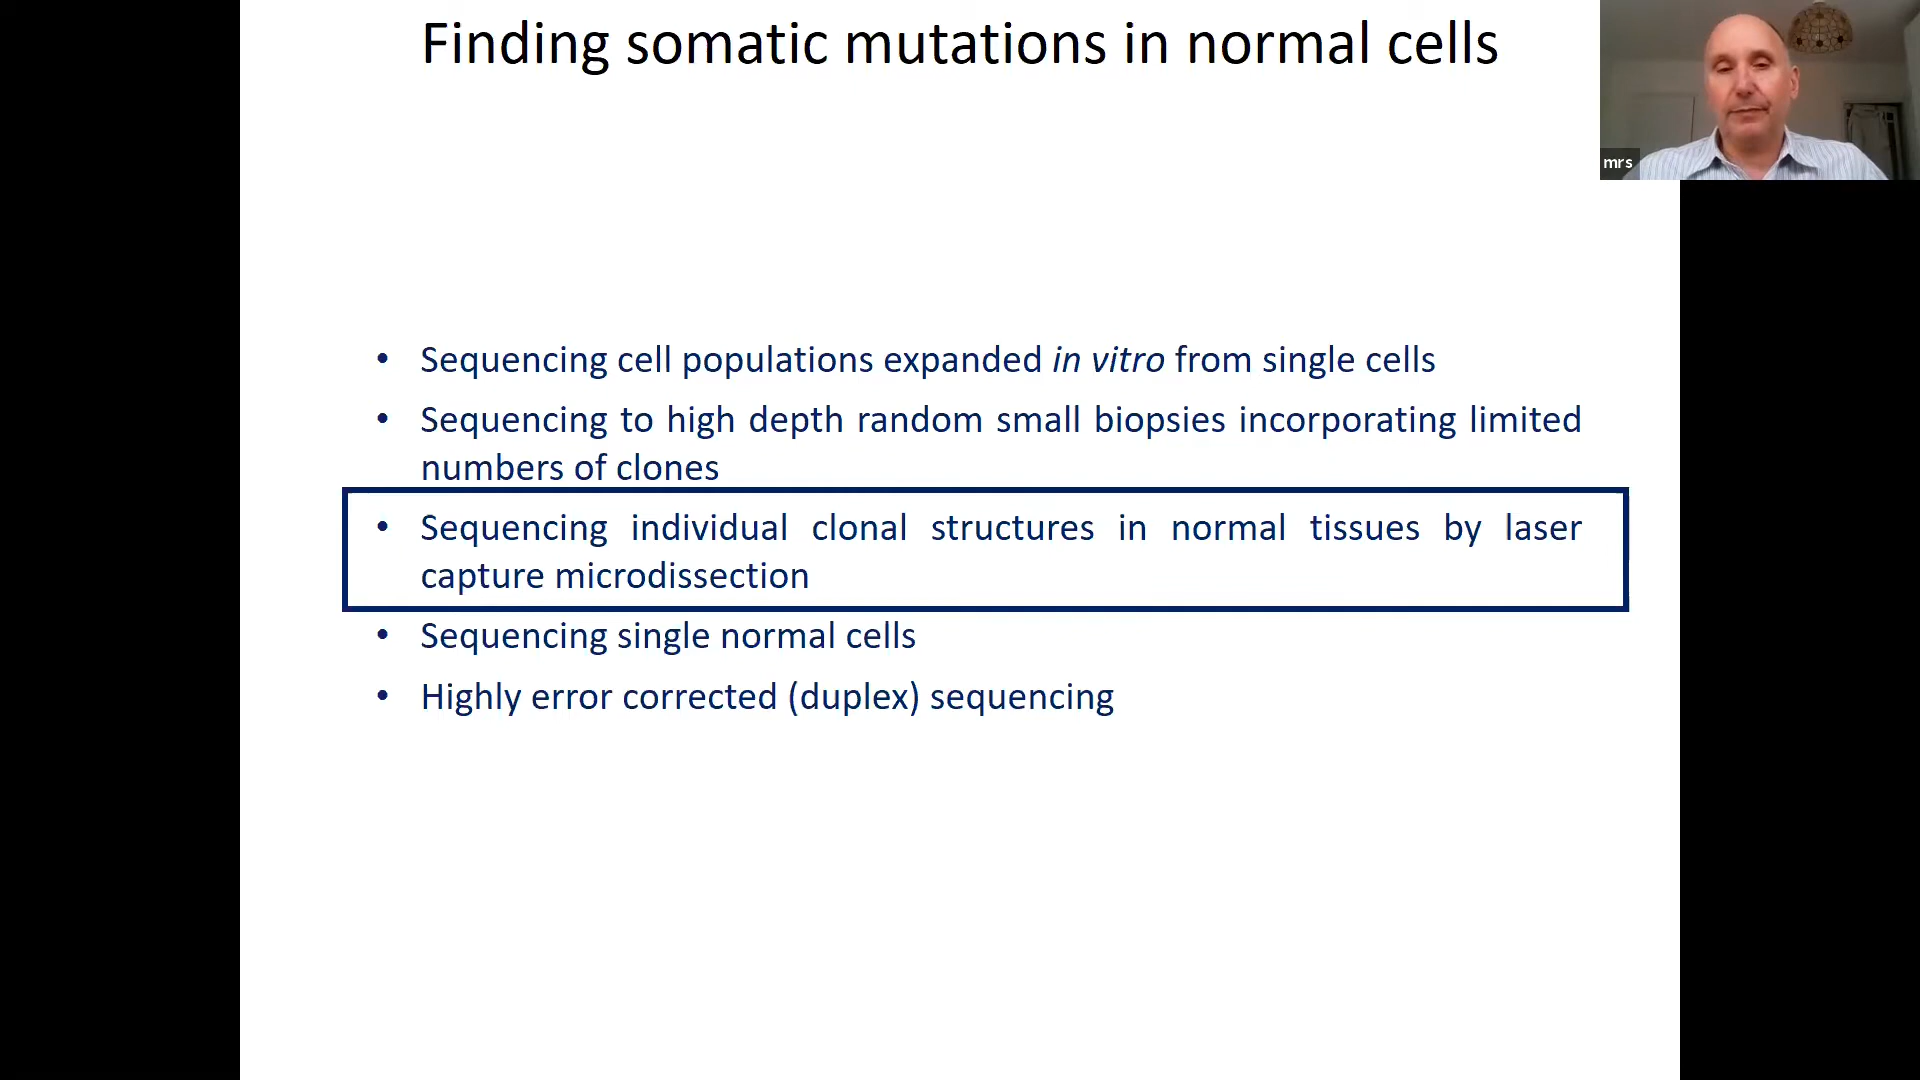 Finding somatic mutations in normal cells
mrs
• Sequencing cell populations expanded in vitro from single cells
• Sequencing to high depth random small biopsies incorporating limited
numbers of clones
• Sequencing individual clonal structures in normal tissues by laser
capture microdissection
• Sequencing single normal cells
• Highly error corrected (duplex) sequencing